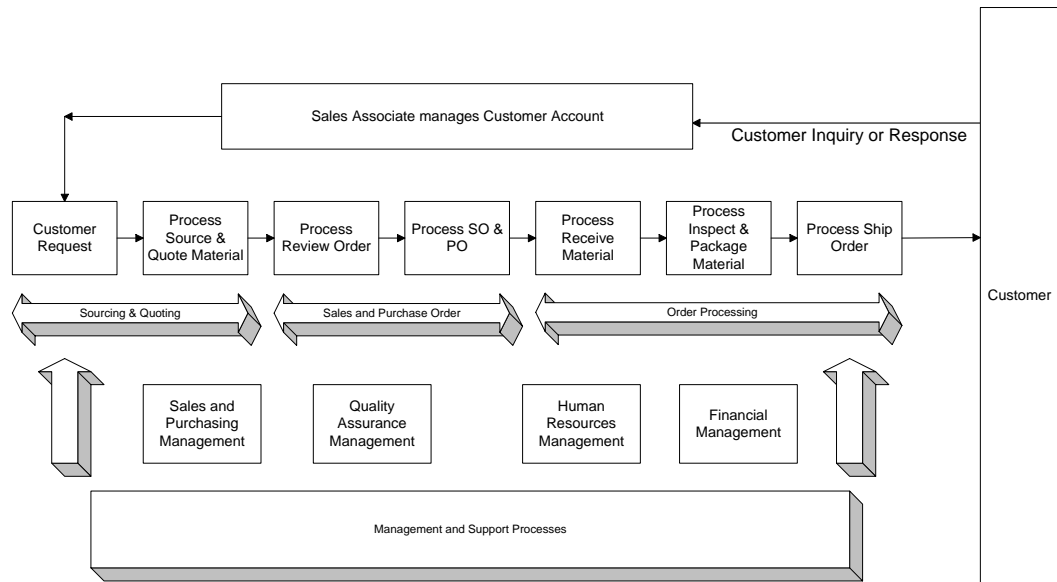 Sales Associate manages Customer Account
Customer Inquiry or Response
Customer
Request
Process
Source &
Quote Material
Process
Review Order
Process SO &
PO
Process
Receive
Material
Process
Inspect &
Package
Material
Process Ship
Order
Customer
Sourcing & Quoting
Sales and Purchase Order
Order Processing
Sales and
Purchasing
Management
Quality
Assurance
Management
Human
Resources
Management
Financial
Management
Management and Support Processes